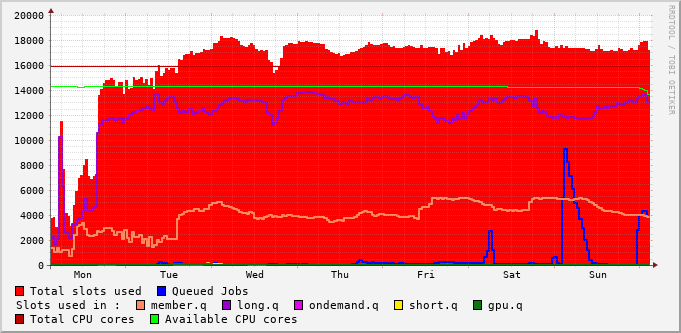 20000
18000
16000
14000
12000
10000
8000
6000
4000
2000
0
Mon Tue Wed Thu Fri Sat Sun
RRDTOOL / TOBI OETIKER
Total slots used Queued Jobs
Slots used in : member.q long.q ondemand.q short.q gpu.q
Total CPU cores Available CPU cores